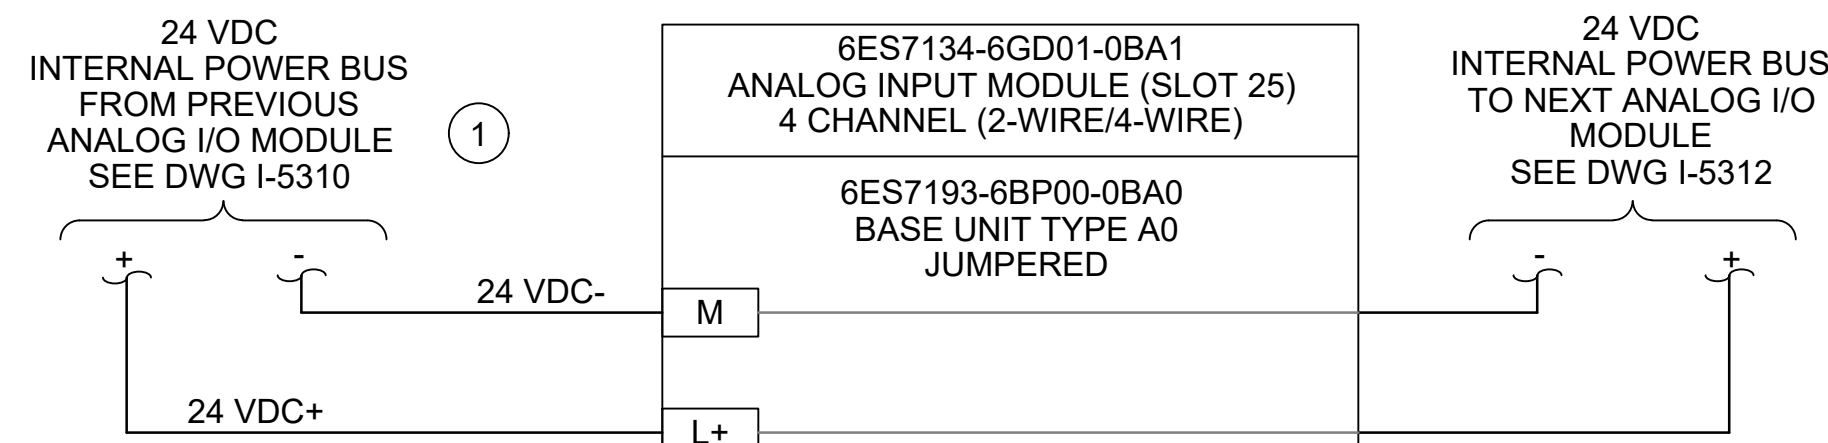 24 VDC
INTERNAL POWER BUS
FROM PREVIOUS
ANALOG I/O MODULE
SEE DWG I-5310
1
6ES7134-6GD01-0BA1
ANALOG INPUT MODULE (SLOT 25)
4 CHANNEL (2-WIRE/4-WIRE)
6ES7193-6BP00-0BA0
BASE UNIT TYPE A0
JUMPERED
24 VDC
INTERNAL POWER BUS
TO NEXT ANALOG I/O
MODULE
SEE DWG I-5312
+ -
- +
24 VDC-
M
24 VDC+
L+